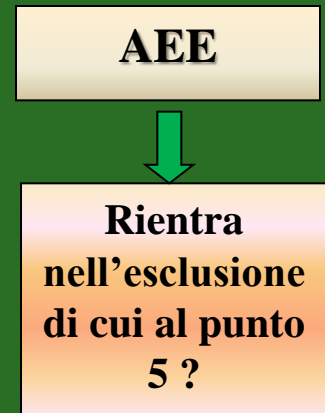 AEE
Rientra
nell’esclusione
di cui al punto
5 ?